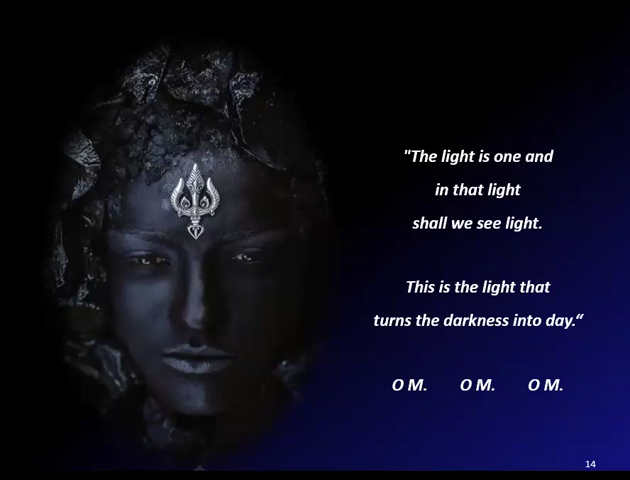 "The light is one and
in that light
shall we see light.
This is the light that
turns the darkness into day.“
O M. O M. O M.
14